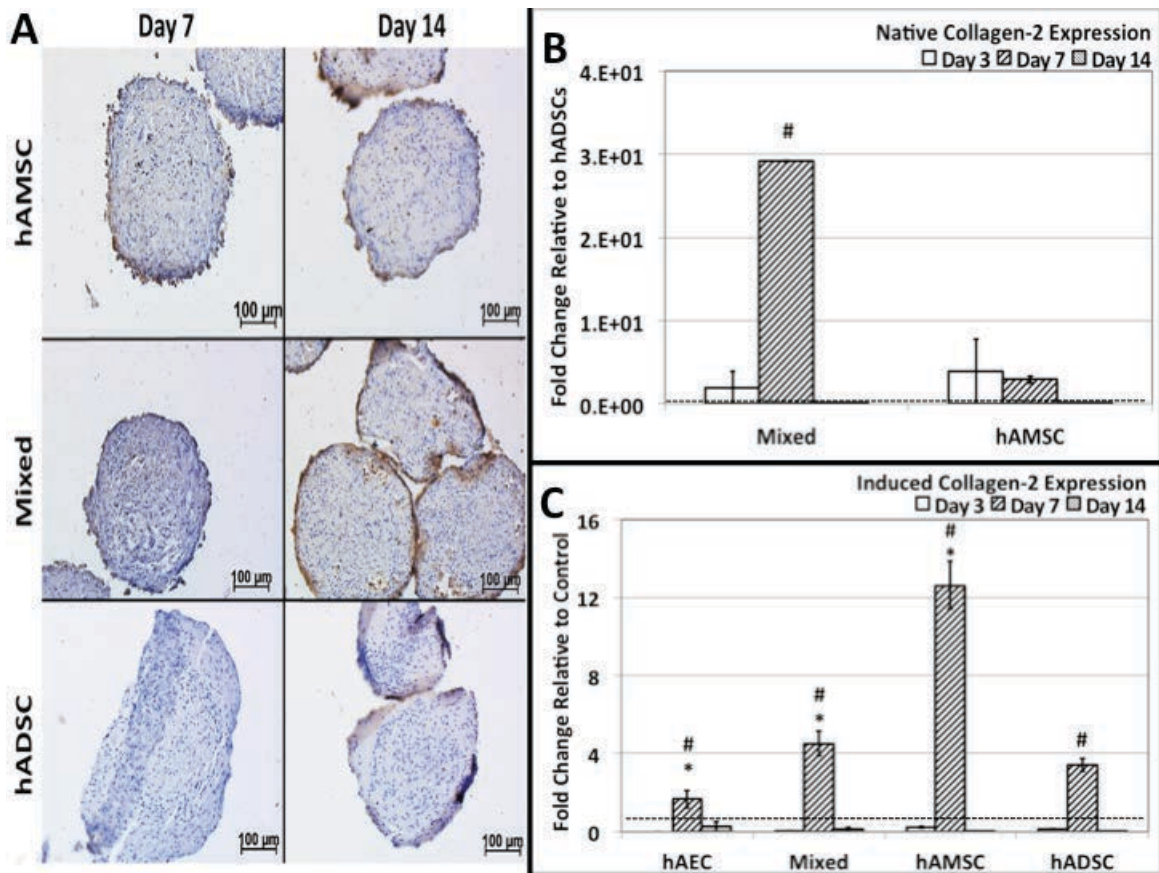 A
Day 7
Day 14
hAMSC
100 µm
100 µm
Mixed
100 µm
100 µm
hADSC
100 µm
100 µm
B
Native Collagen-2 Expression
Day 3 Day 7 Day 14
Fold Change Relative to hADSCs
4.E+01
#
3.E+01
2.E+01
1.E+01
0.E+00
Mixed hAMSC
C
Induced Collagen-2 Expression
Day 3 Day 7 Day 14
Fold Change Relative to Control
16
#
*
12
8
#
*
#
4
#
*
0
hAEC Mixed hAMSC hADSC